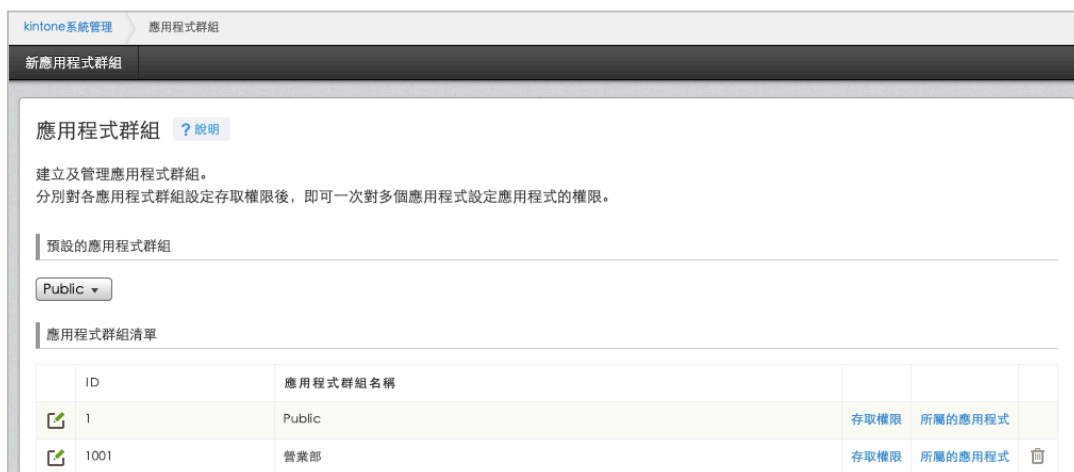 kintone系統管理 應用程式群組
新應用程式群組
應用程式群組 ?說明
建立及管理應用程式群組。
分別對各應用程式群組設定存取權限後，即可一次對多個應用程式設定應用程式的權限。
預設的應用程式群組
Public
應用程式群組清單
ID 應用程式群組名稱
1 Public 存取權限 所屬的應用程式
1001 營業部 存取權限 所屬的應用程式